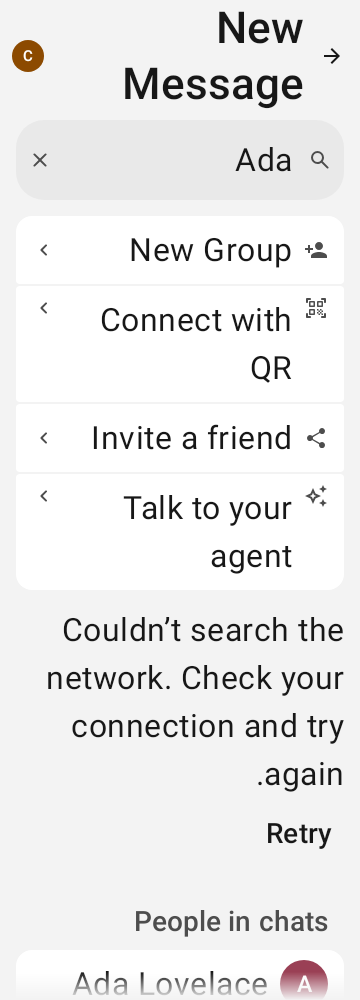 New
Message
C
Ada
New Group
Connect with
QR
Invite a friend
Talk to your
agent
Couldn’t search the
network. Check your
connection and try
.again
Retry
People in chats
Ada Lovelace
A